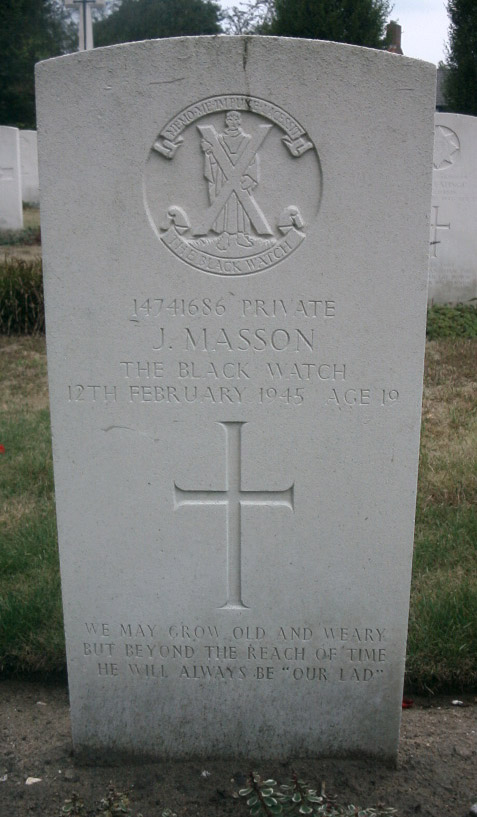 NEMO ME IMPUNE LACESSIT
THE BLACK WATCH
14741686 PRIVATE
J. MASSON
THE BLACK WATCH
12TH FEBRUARY 1945 AGE 19
WE MAY GROW OLD AND WEARY
BUT BEYOND THE REACH OF TIME
HE WILL ALWAYS BE "OUR LAD"